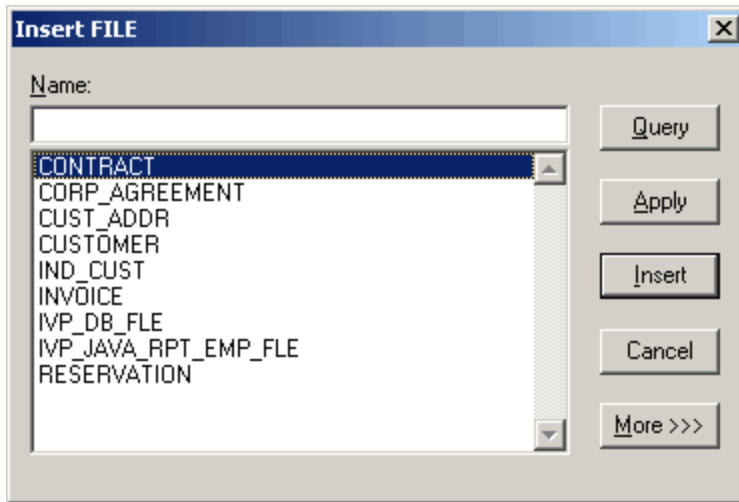 Insert FILE
Name:
Query
CONTRACT
CORP_AGREEMENT
CUST_ADDR
CUSTOMER
IND_CUST
INVOICE
IVP_DB_FLE
IVP_JAVA_RPT_EMP_FLE
RESERVATION
Apply
Insert
Cancel
More >>>